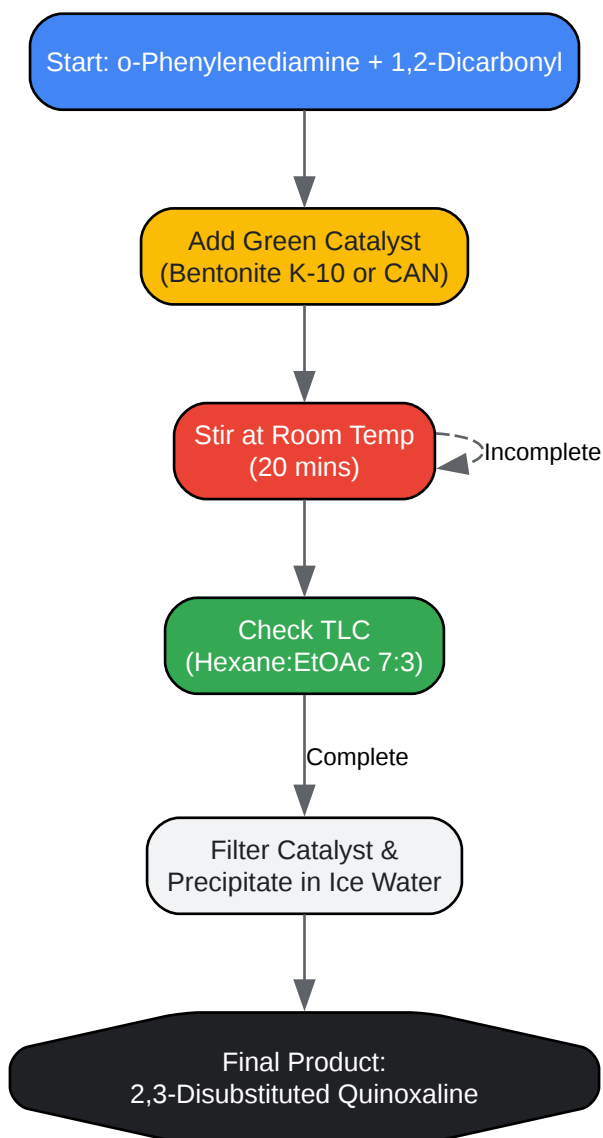 Start: o-Phenylenediamine + 1,2-Dicarbonyl
Add Green Catalyst
(Bentonite K-10 or CAN)
Stir at Room Temp
(20 mins)
Incomplete
Check TLC
(Hexane:EtOAc 7:3)
Complete
Filter Catalyst &
Precipitate in Ice Water
Final Product:
2,3-Disubstituted Quinoxaline